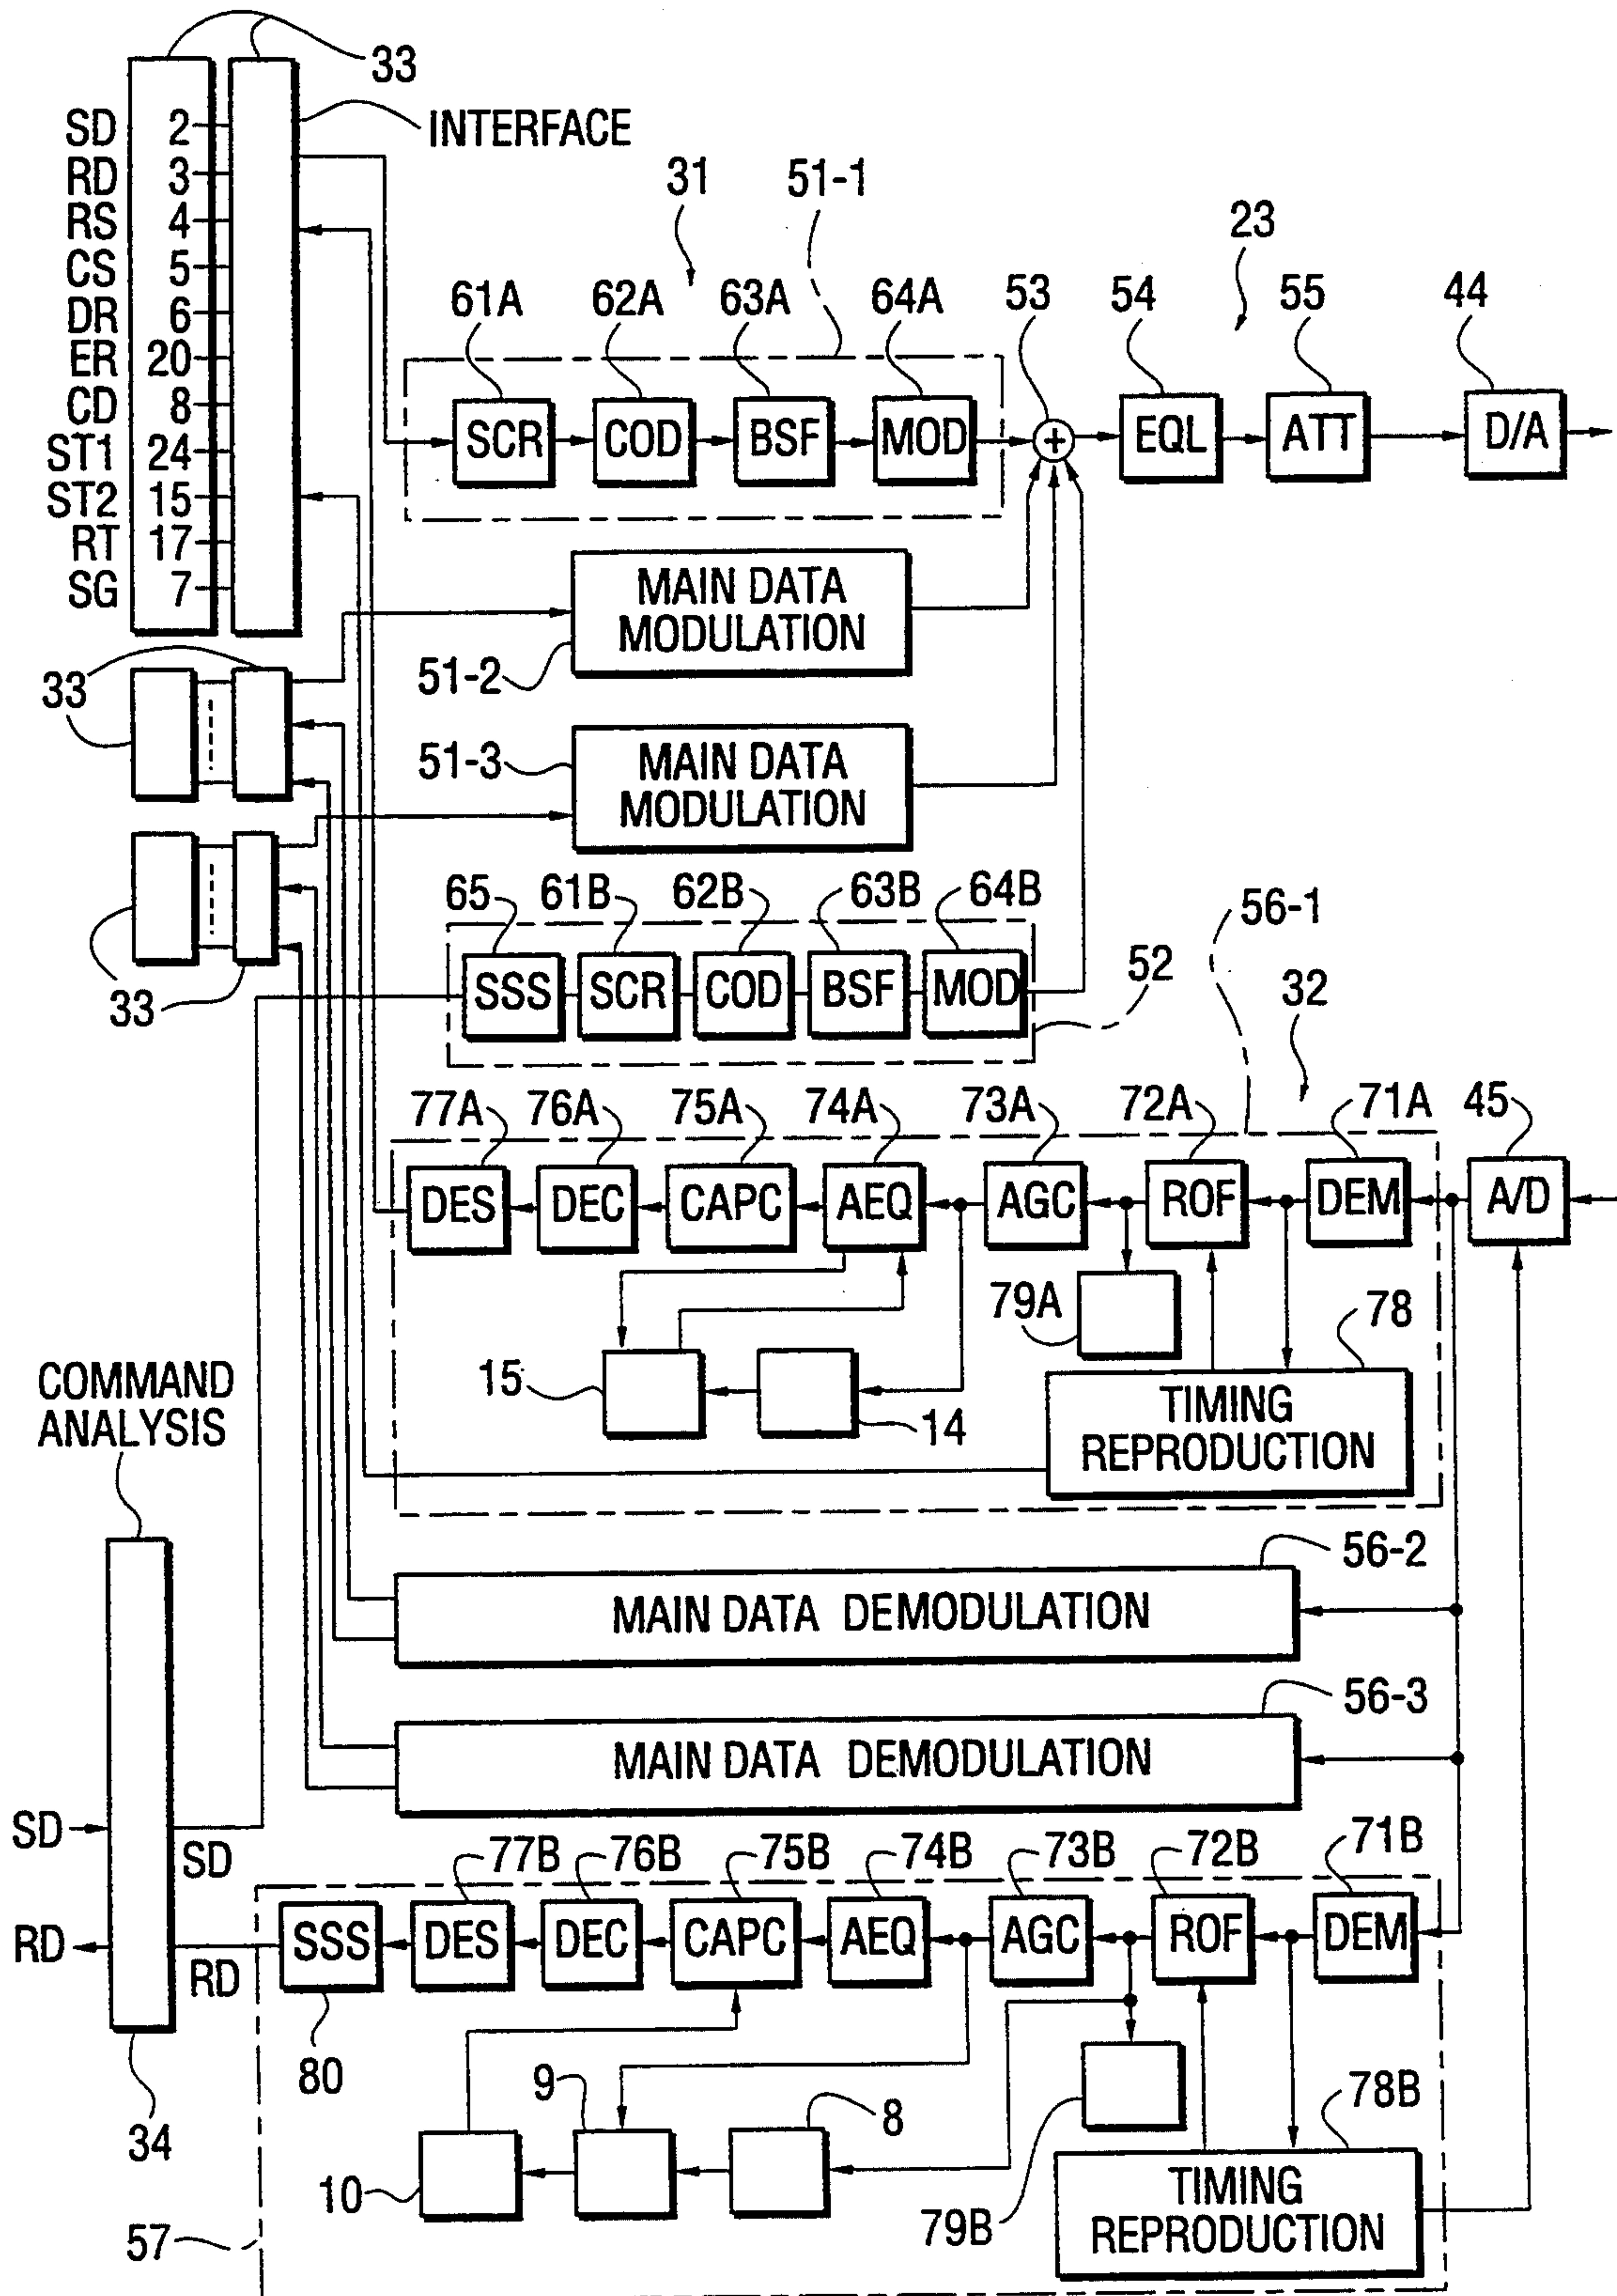 33
INTERFACE
SD 2
RD 3
RS 4
CS 5
DR 6
ER 20
CD 8
ST1 24
ST2 15
RT 17
SG 7
31
51-1
23
61A 62A 63A 64A 53 54 55 44
SCR COD BSF MOD + EQL ATT D/A
MAIN DATA
MODULATION
51-2
33
MAIN DATA
MODULATION
51-3
33
65 61B 62B 63B 64B
SSS SCR COD BSF MOD
52
56-1
32
77A 76A 75A 74A 73A 72A 71A 45
DES DEC CAPC AEQ AGC ROF DEM A/D
79A
78
15
14
TIMING
REPRODUCTION
COMMAND
ANALYSIS
56-2
MAIN DATA DEMODULATION
56-3
MAIN DATA DEMODULATION
SD
SD
RD
RD
34
77B 76B 75B 74B 73B 72B 71B
SSS DES DEC CAPC AEQ AGC ROF DEM
80
9
8
10
79B
78B
TIMING
REPRODUCTION
57